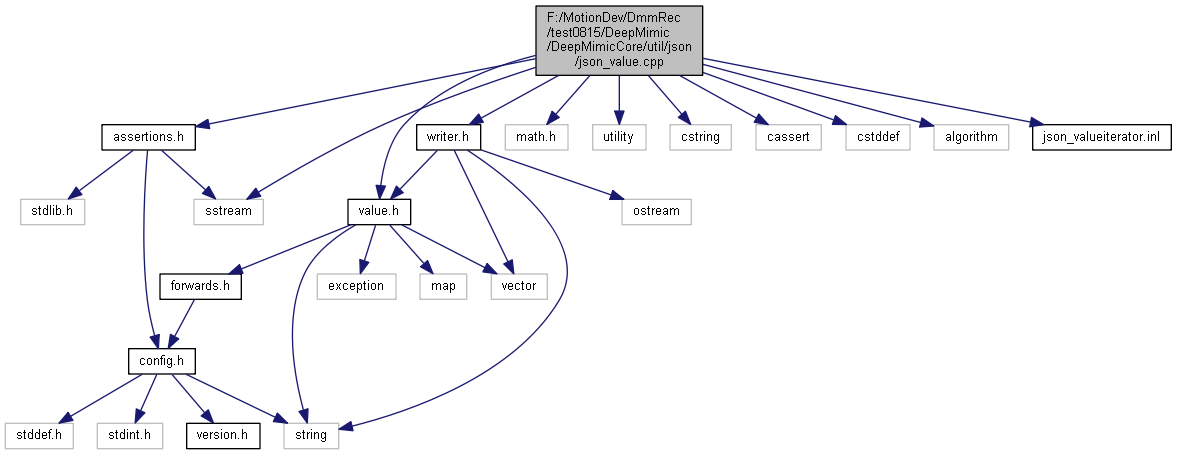 F:/MotionDev/DmmRec
/test0815/DeepMimic
/DeepMimicCore/util/json
/json_value.cpp
assertions.h
writer.h
math.h
utility
cstring
cassert
cstddef
algorithm
json_valueiterator.inl
stdlib.h
sstream
value.h
ostream
forwards.h
exception
map
vector
config.h
stddef.h
stdint.h
version.h
string